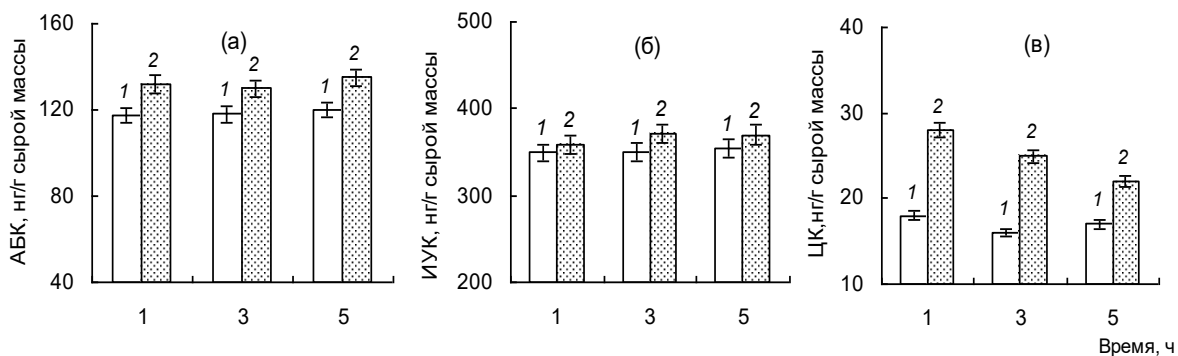 АБК, нг/г сырой массы
160
120
80
40
(а)
1 2
1 2
1 2
1 3 5
ИУК, нг/г сырой массы
500
400
300
200
(б)
1 2
1 2
1 2
1 3 5
ЦК,нг/г сырой массы
40
30
20
10
(в)
1 2
1 2
1 2
1 3 5
Время, ч